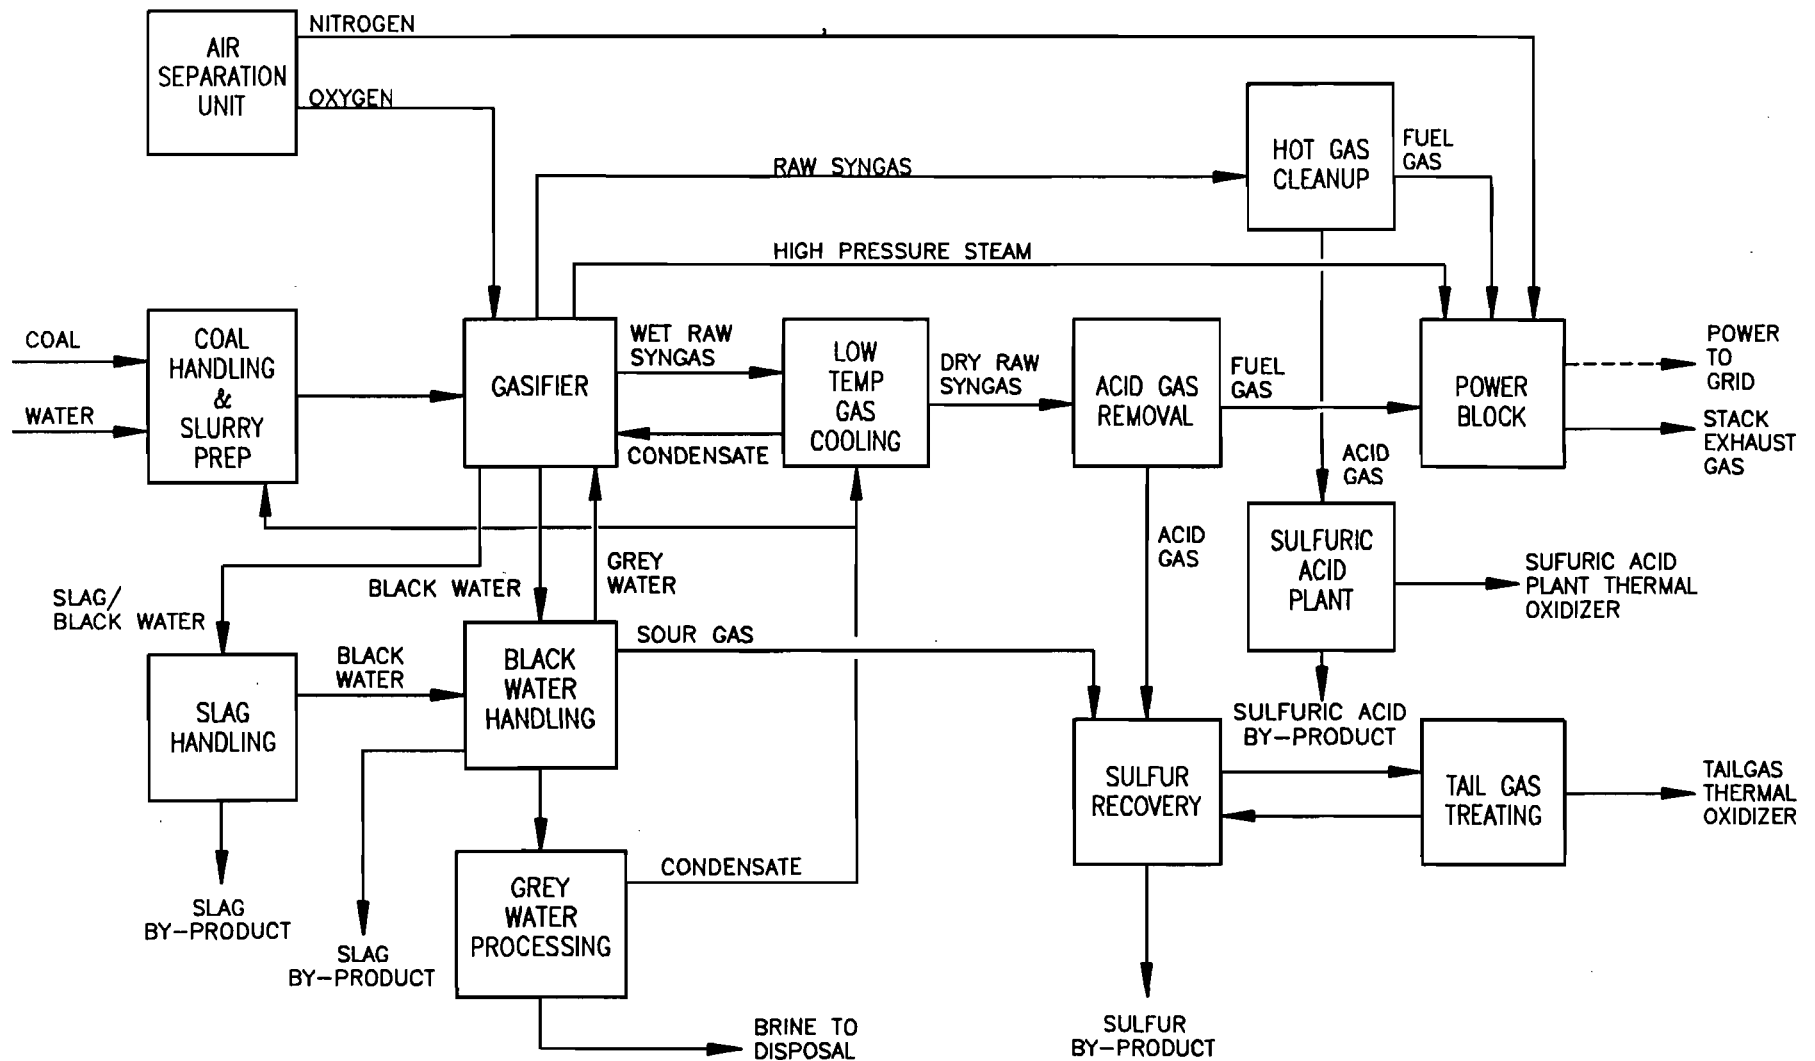 NITROGEN
AIR
SEPARATION
UNIT
OXYGEN
HOT GAS
CLEANUP
FUEL
GAS
RAW SYNGAS
HIGH PRESSURE STEAM
COAL
WATER
COAL
HANDLING
&
SLURRY
PREP
GASIFIER
WET RAW
SYNGAS
CONDENSATE
LOW
TEMP
GAS
COOLING
DRY RAW
SYNGAS
ACID GAS
REMOVAL
FUEL
GAS
POWER
BLOCK
POWER
TO
GRID
STACK
EXHAUST
GAS
ACID
GAS
ACID
GAS
SULFURIC
ACID
PLANT
SUFURIC ACID
PLANT THERMAL
OXIDIZER
SULFURIC ACID
BY-PRODUCT
SLAG/
BLACK WATER
BLACK WATER
GREY
WATER
SOUR GAS
SLAG
HANDLING
BLACK
WATER
BLACK
WATER
HANDLING
SULFUR
RECOVERY
TAIL GAS
TREATING
TAILGAS
THERMAL
OXIDIZER
SLAG
BY-PRODUCT
SLAG
BY-PRODUCT
GREY
WATER
PROCESSING
CONDENSATE
BRINE TO
DISPOSAL
SULFUR
BY-PRODUCT